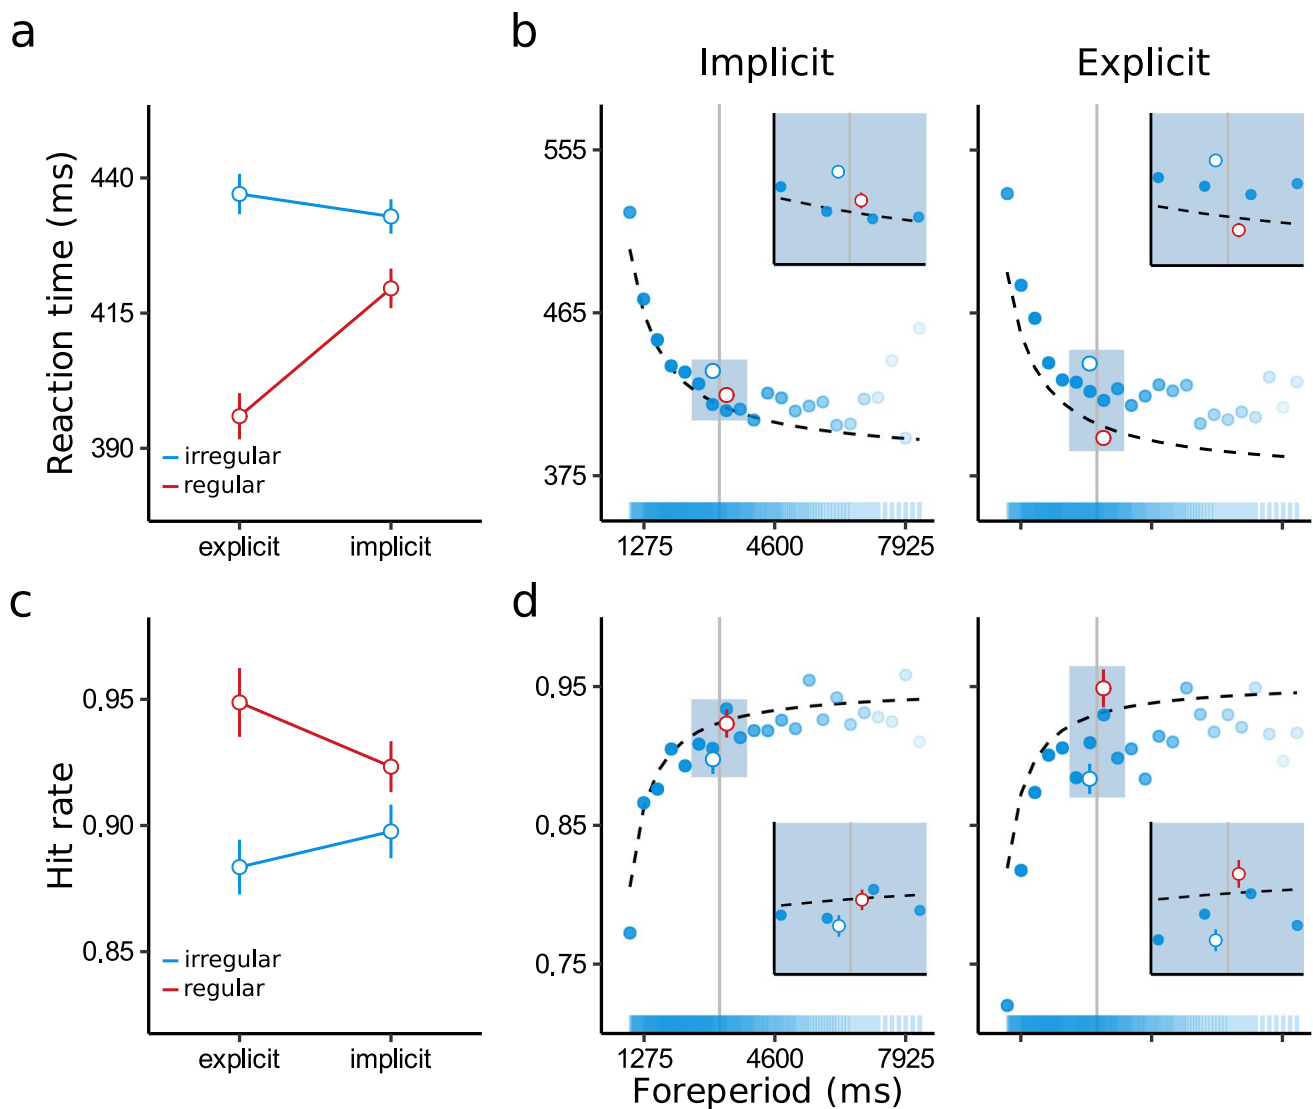 a
Reaction time (ms)
440
415
390
irregular
regular
explicit implicit
b
Implicit Explicit
555
465
375
1275 4600 7925
c
Hit rate
0.95
0.90
0.85
irregular
regular
explicit implicit
d
0.95
0.85
0.75
1275 4600 7925
Foreperiod (ms)